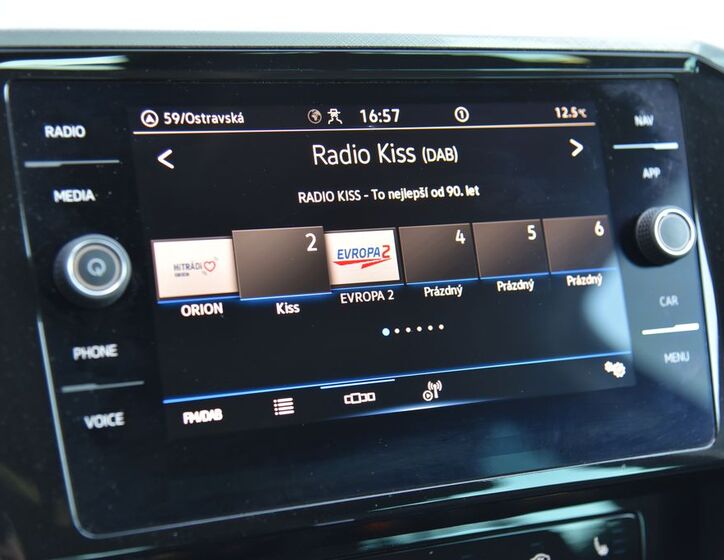 59/Ostravská 16:57 1 12.5°C
RADIO
NAV
< Radio Kiss (DAB) >
MEDIA
APP
RADIO KISS - To nejlepší od 90. let
HITRÁDIO
ORION
2
EVROPA 2
4
5
6
ORION
Kiss
EVROPA 2
Prázdný
Prázdný
Prázdný
CAR
PHONE
MENU
VOICE
FM/DAB